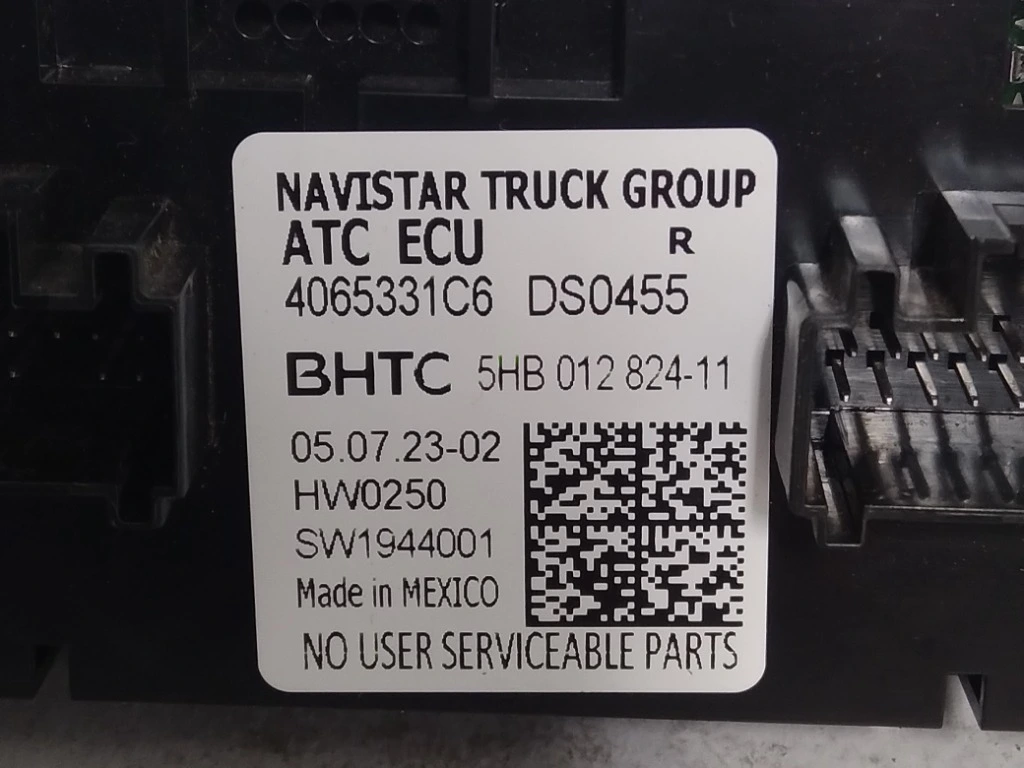 NAVISTAR TRUCK GROUP
ATC ECU R
4065331C6 DS0455
BHTC 5HB 012 824-11
05.07.23-02
HW0250
SW1944001
Made in MEXICO
NO USER SERVICEABLE PARTS